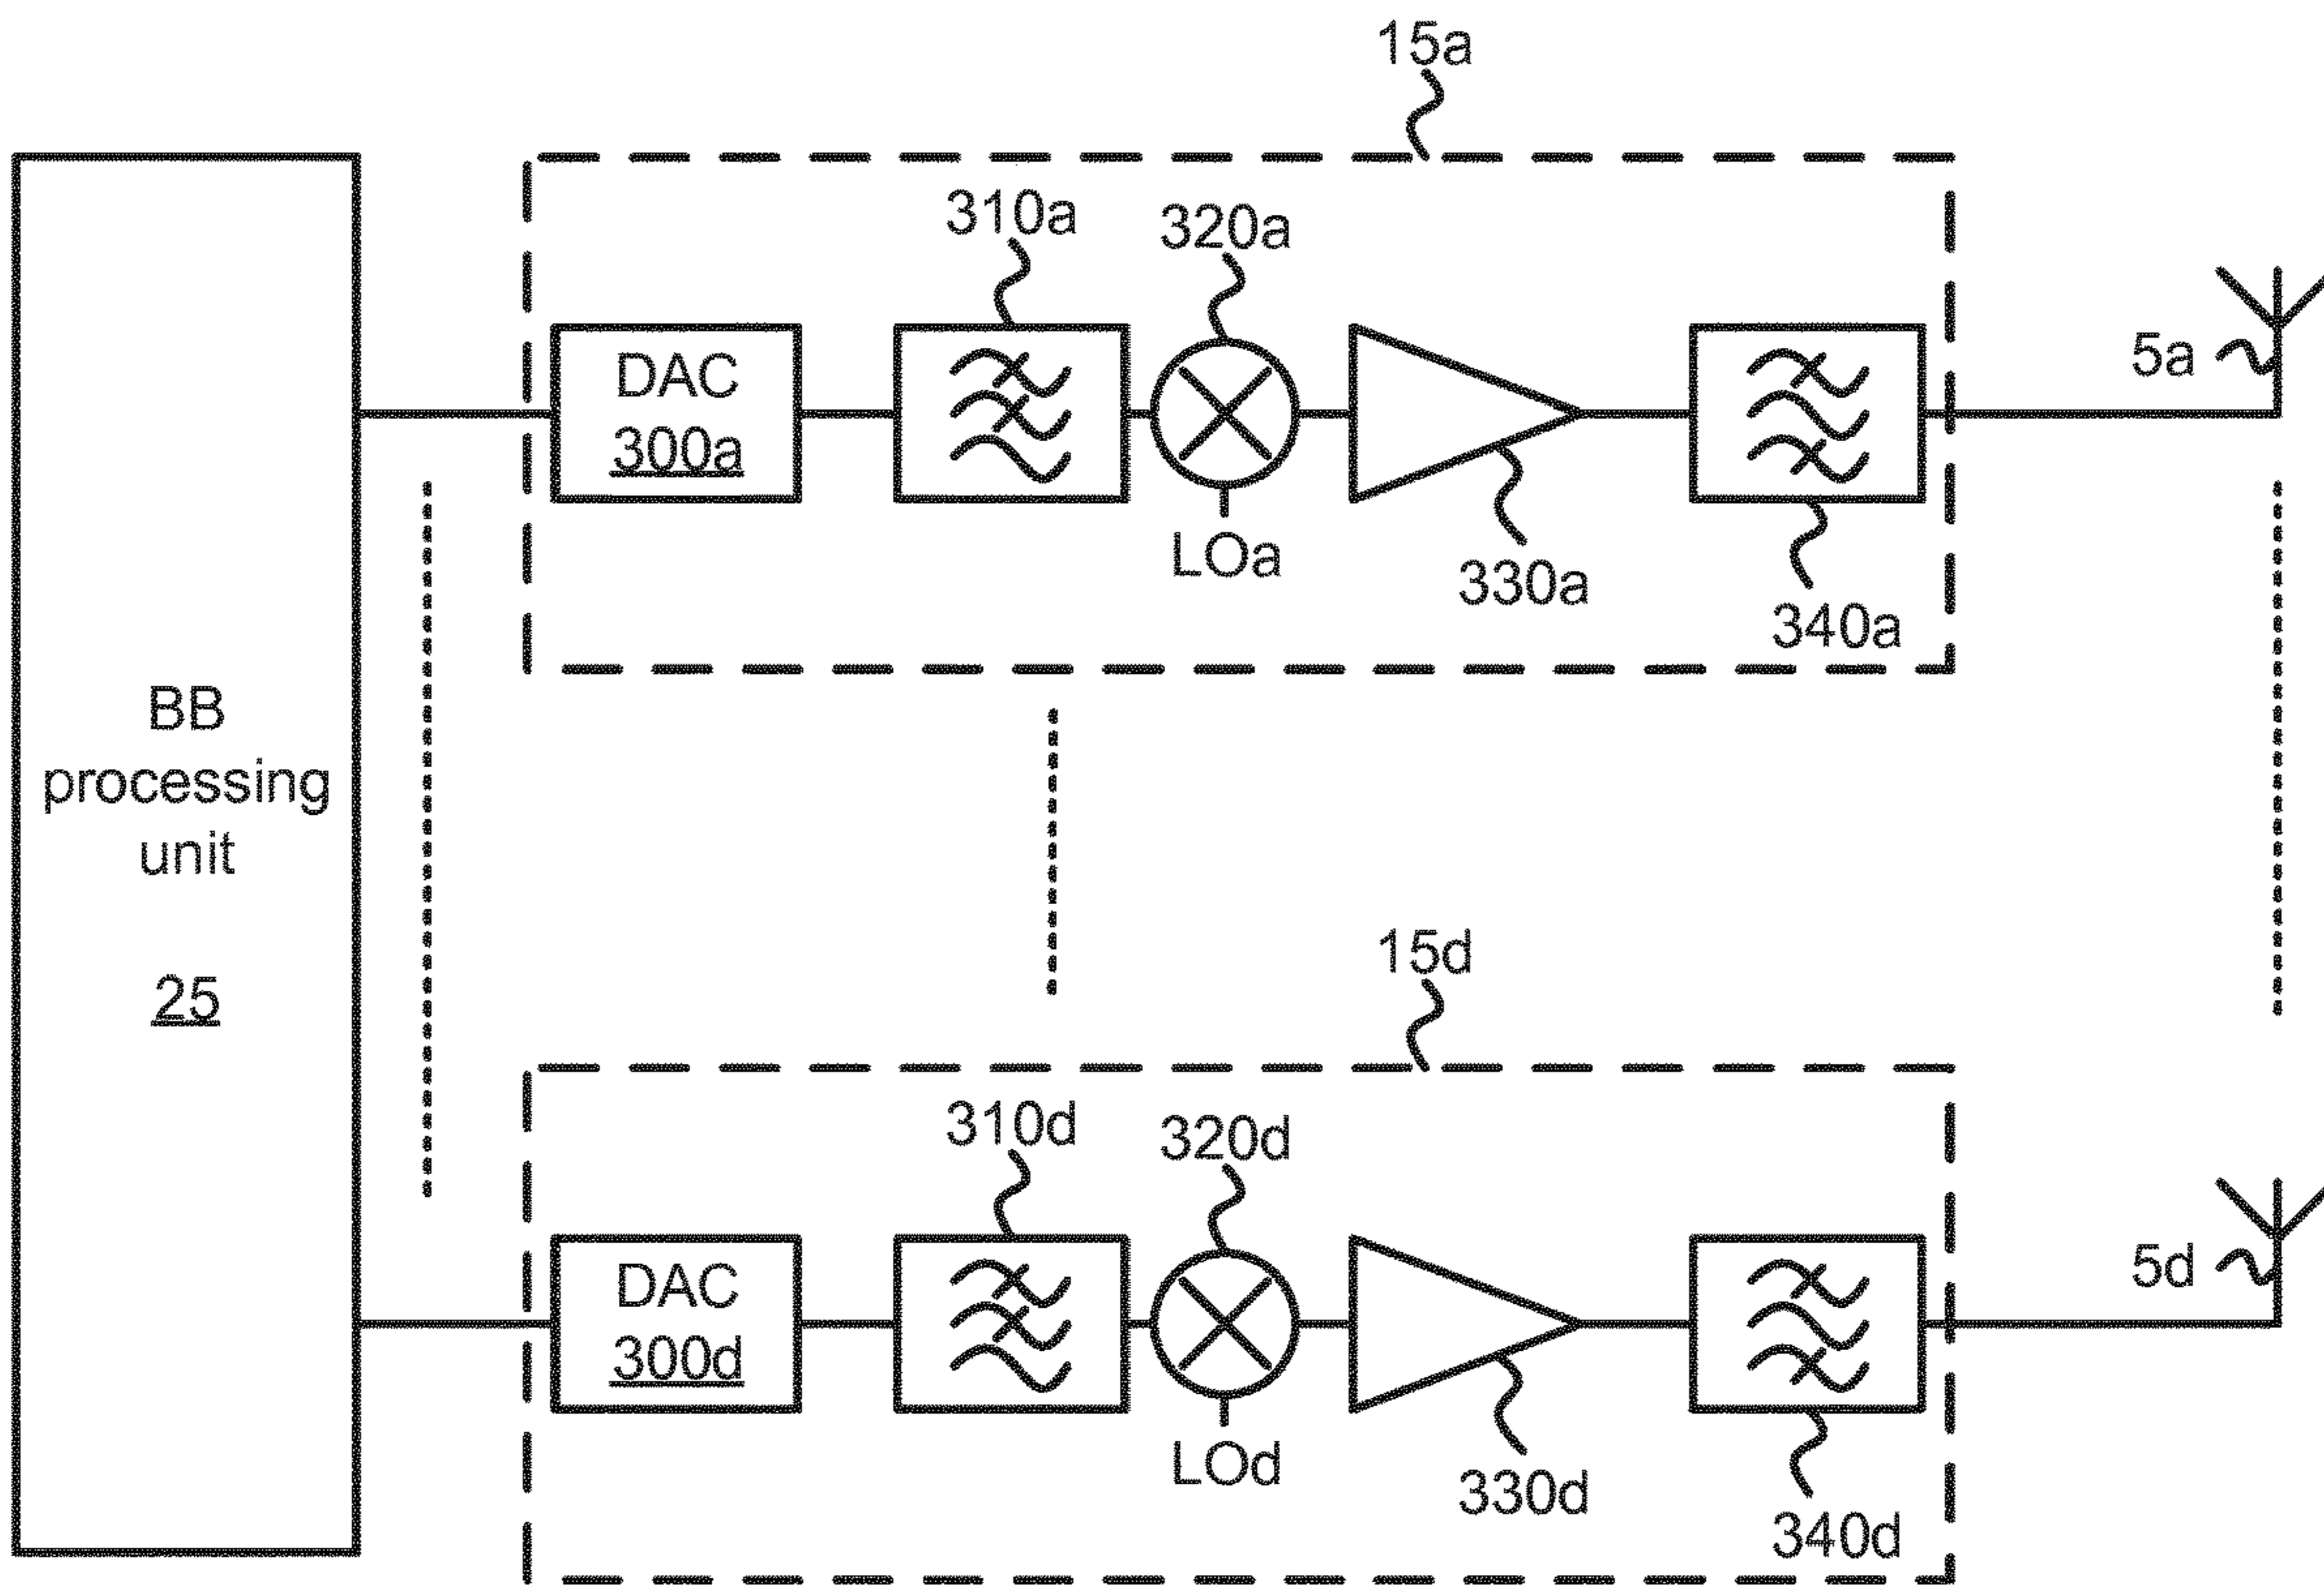 15a
310a
320a
DAC
300a
5a
LOa
330a
340a
BB
processing
unit
25
15d
310d
320d
DAC
300d
5d
LOd
330d
340d